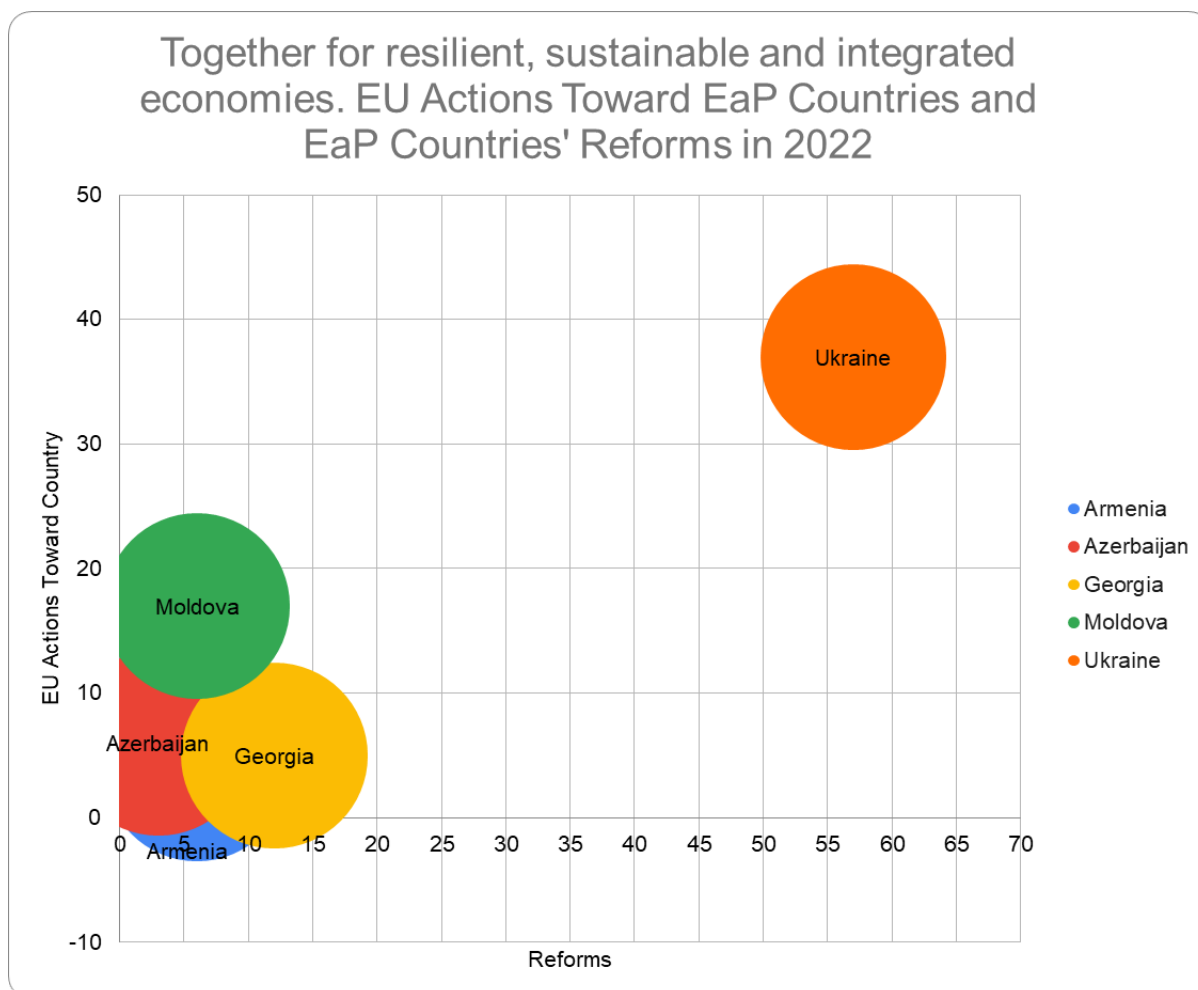 Together for resilient, sustainable and integrated
economies. EU Actions Toward EaP Countries and
EaP Countries' Reforms in 2022
50
40
30
20
10
0
-10
EU Actions Toward Country
Ukraine
Moldova
Azerbaijan
Georgia
Armenia
0 5 10 15 20 25 30 35 40 45 50 55 60 65 70
Reforms
Armenia
Azerbaijan
Georgia
Moldova
Ukraine